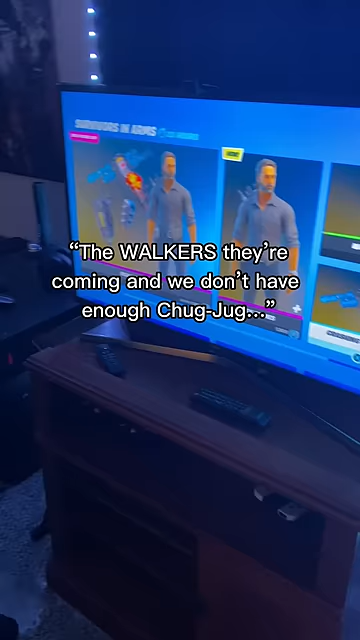 SURVIVORS IN ARMS
“The WALKERS they’re
coming and we don’t have
enough Chug-Jug...”